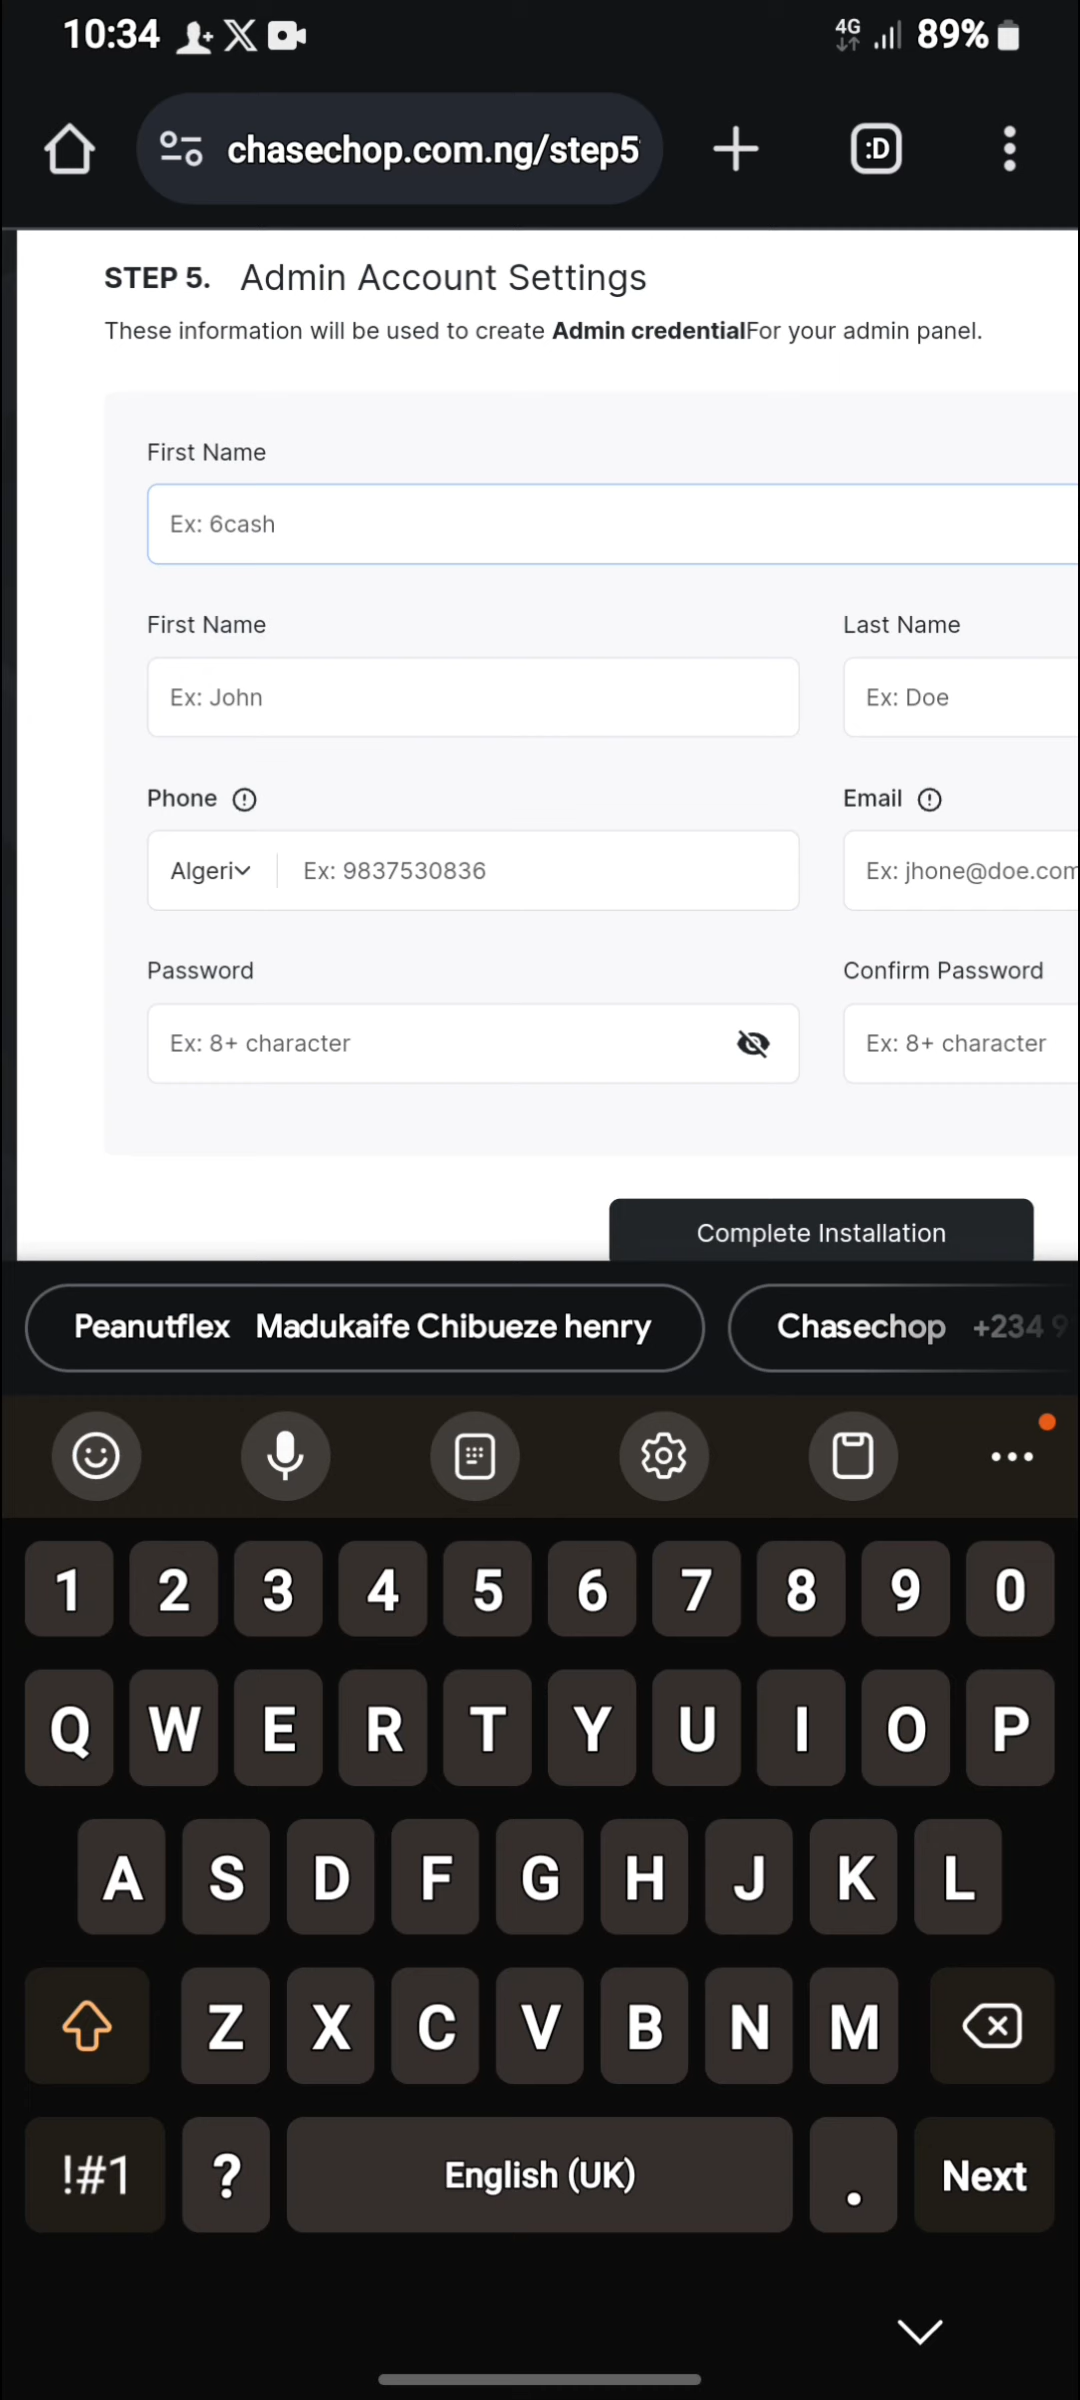 10:34 4G 89%
chasechop.com.ng/step5 :D
STEP 5. Admin Account Settings
These information will be used to create Admin credentialFor your admin panel.
First Name
Ex: 6cash
First Name Last Name
Ex: John Ex: Doe
Phone Email
Algeri Ex: 9837530836 Ex: jhone@doe.com
Password Confirm Password
Ex: 8+ character Ex: 8+ character
Complete Installation
Peanutflex Madukaife Chibueze henry Chasechop +234 9
1 2 3 4 5 6 7 8 9 0
Q W E R T Y U I O P
A S D F G H J K L
Z X C V B N M
!#1 ? English (UK) . Next